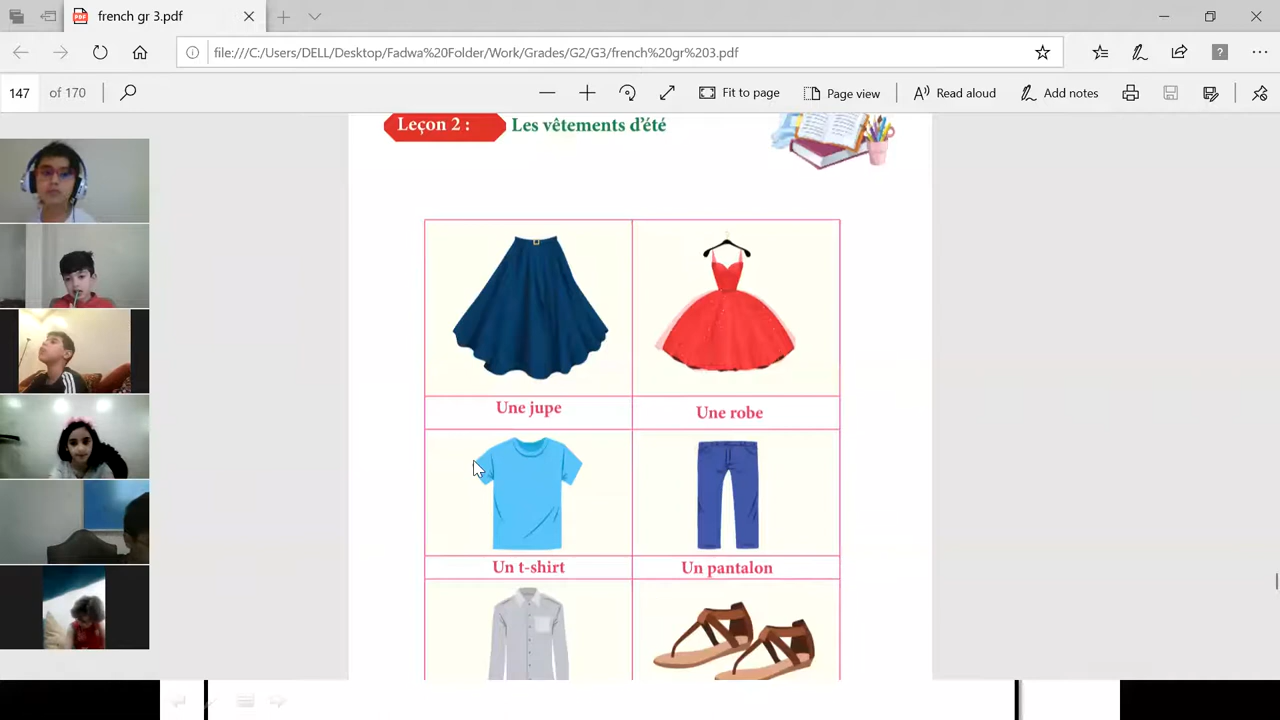 french gr 3.pdf
file:///C:/Users/DELL/Desktop/Fadwa%20Folder/Work/Grades/G2/G3/french%20gr%203.pdf
147 of 170
Fit to page
Page view
Read aloud
Add notes
Leçon 2 : Les vêtements d'été
Une jupe
Une robe
Un t-shirt
Un pantalon